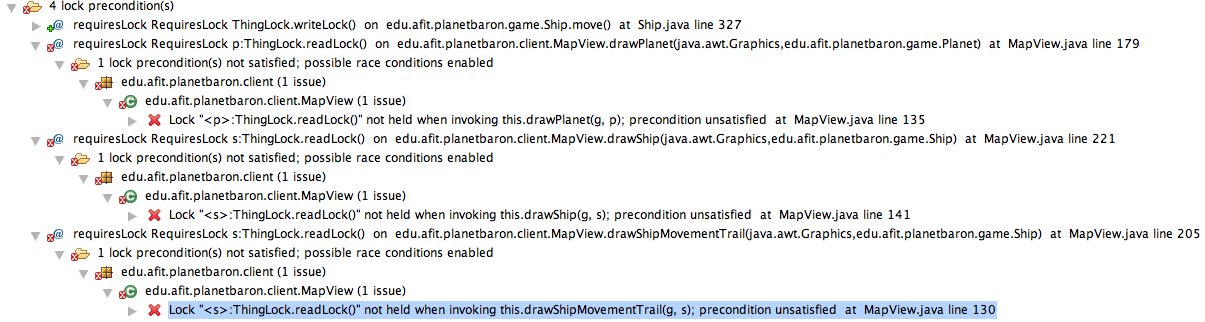 4 lock precondition(s)
requiresLock RequiresLock ThingLock.writeLock() on edu.afit.planetbaron.game.Ship.move() at Ship.java line 327
requiresLock RequiresLock p:ThingLock.readLock() on edu.afit.planetbaron.client.MapView.drawPlanet(java.awt.Graphics,edu.afit.planetbaron.game.Planet) at MapView.java line 179
1 lock precondition(s) not satisfied; possible race conditions enabled
edu.afit.planetbaron.client (1 issue)
edu.afit.planetbaron.client.MapView (1 issue)
Lock "<p>:ThingLock.readLock()" not held when invoking this.drawPlanet(g, p); precondition unsatisfied at MapView.java line 135
requiresLock RequiresLock s:ThingLock.readLock() on edu.afit.planetbaron.client.MapView.drawShip(java.awt.Graphics,edu.afit.planetbaron.game.Ship) at MapView.java line 221
1 lock precondition(s) not satisfied; possible race conditions enabled
edu.afit.planetbaron.client (1 issue)
edu.afit.planetbaron.client.MapView (1 issue)
Lock "<s>:ThingLock.readLock()" not held when invoking this.drawShip(g, s); precondition unsatisfied at MapView.java line 141
requiresLock RequiresLock s:ThingLock.readLock() on edu.afit.planetbaron.client.MapView.drawShipMovementTrail(java.awt.Graphics,edu.afit.planetbaron.game.Ship) at MapView.java line 205
1 lock precondition(s) not satisfied; possible race conditions enabled
edu.afit.planetbaron.client (1 issue)
edu.afit.planetbaron.client.MapView (1 issue)
Lock "<s>:ThingLock.readLock()" not held when invoking this.drawShipMovementTrail(g, s); precondition unsatisfied at MapView.java line 130